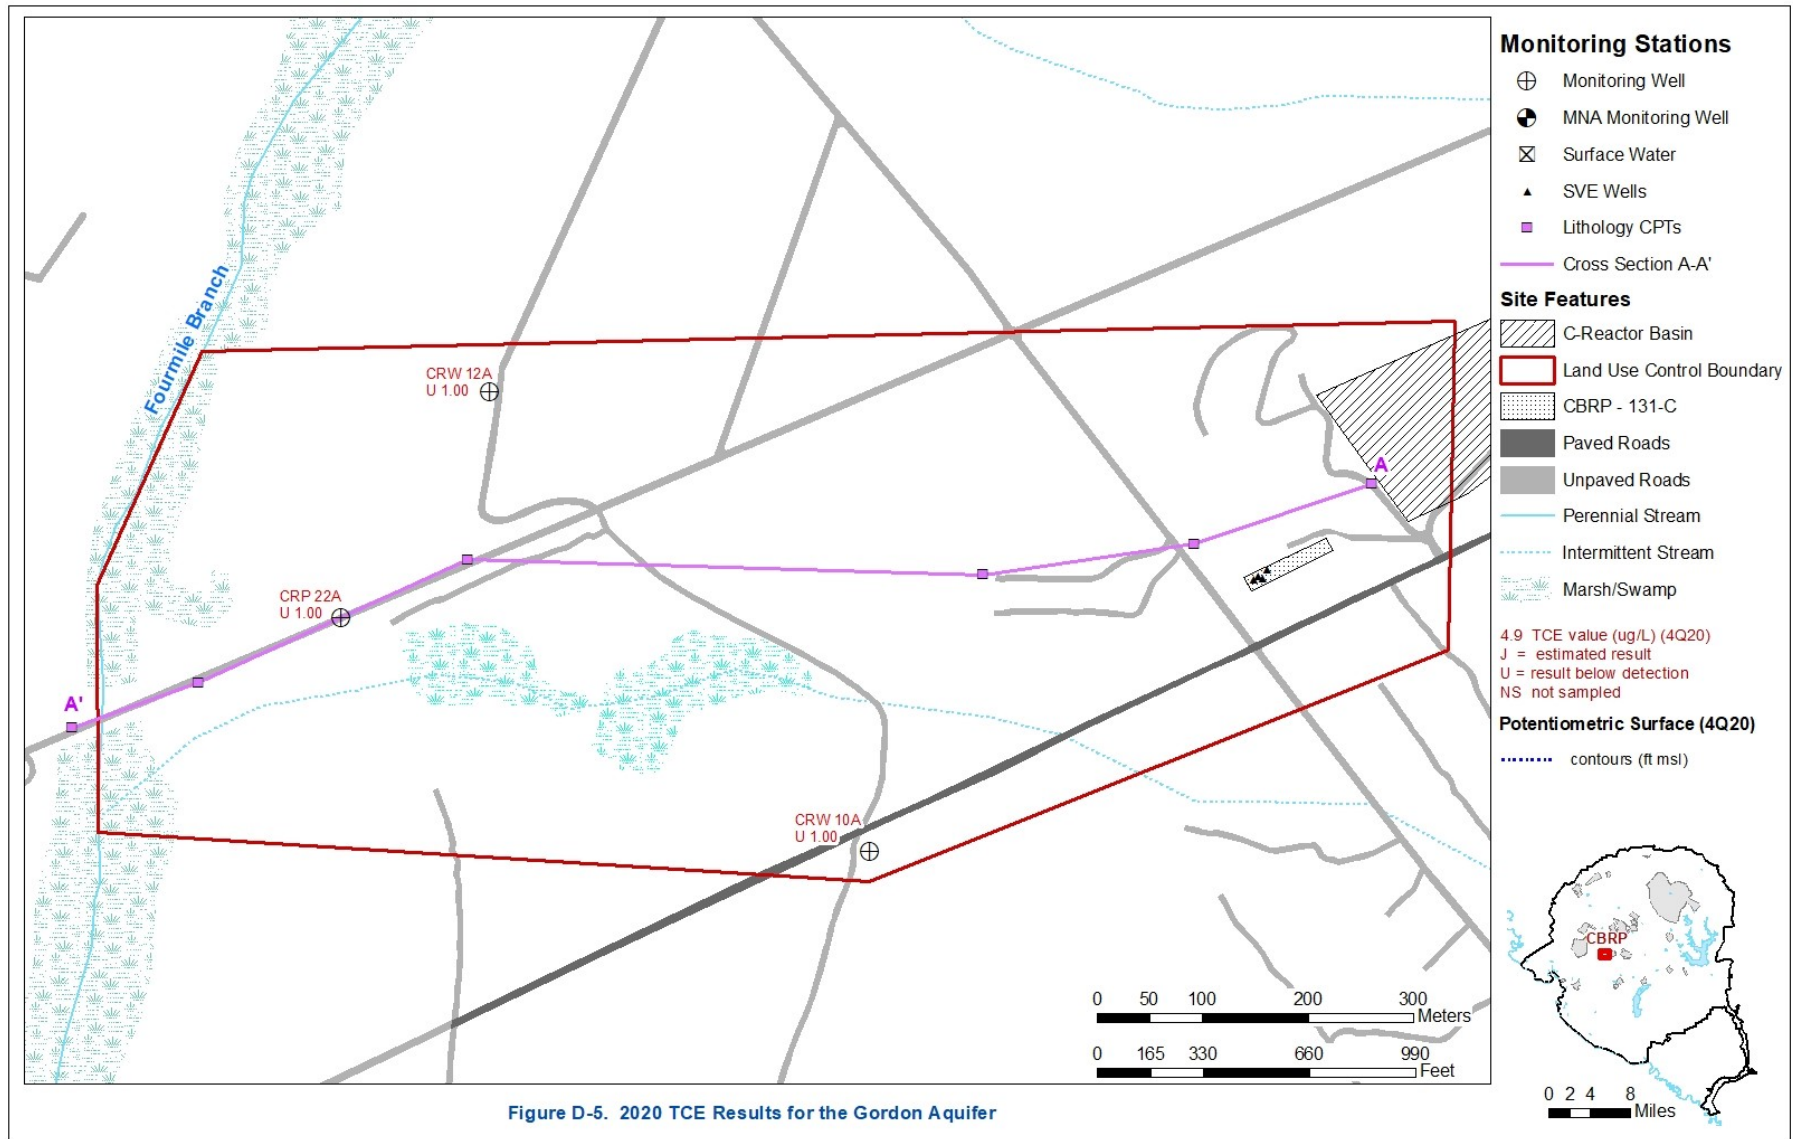 Fourmile Branch
CRW 12A
U 1.00
CRP 22A
U 1.00
A
A'
CRW 10A
U 1.00
0 50 100 200 300
Meters
0 165 330 660 990
Feet
Monitoring Stations
Monitoring Well
MNA Monitoring Well
Surface Water
SVE Wells
Lithology CPTs
Cross Section A-A'
Site Features
C-Reactor Basin
Land Use Control Boundary
CBRP - 131-C
Paved Roads
Unpaved Roads
Perennial Stream
Intermittent Stream
Marsh/Swamp
4.9 TCE value (ug/L) (4Q20)
J = estimated result
U = result below detection
NS not sampled
Potentiometric Surface (4Q20)
contours (ft msl)
CBRP
0 2 4 8
Miles
Figure D-5. 2020 TCE Results for the Gordon Aquifer